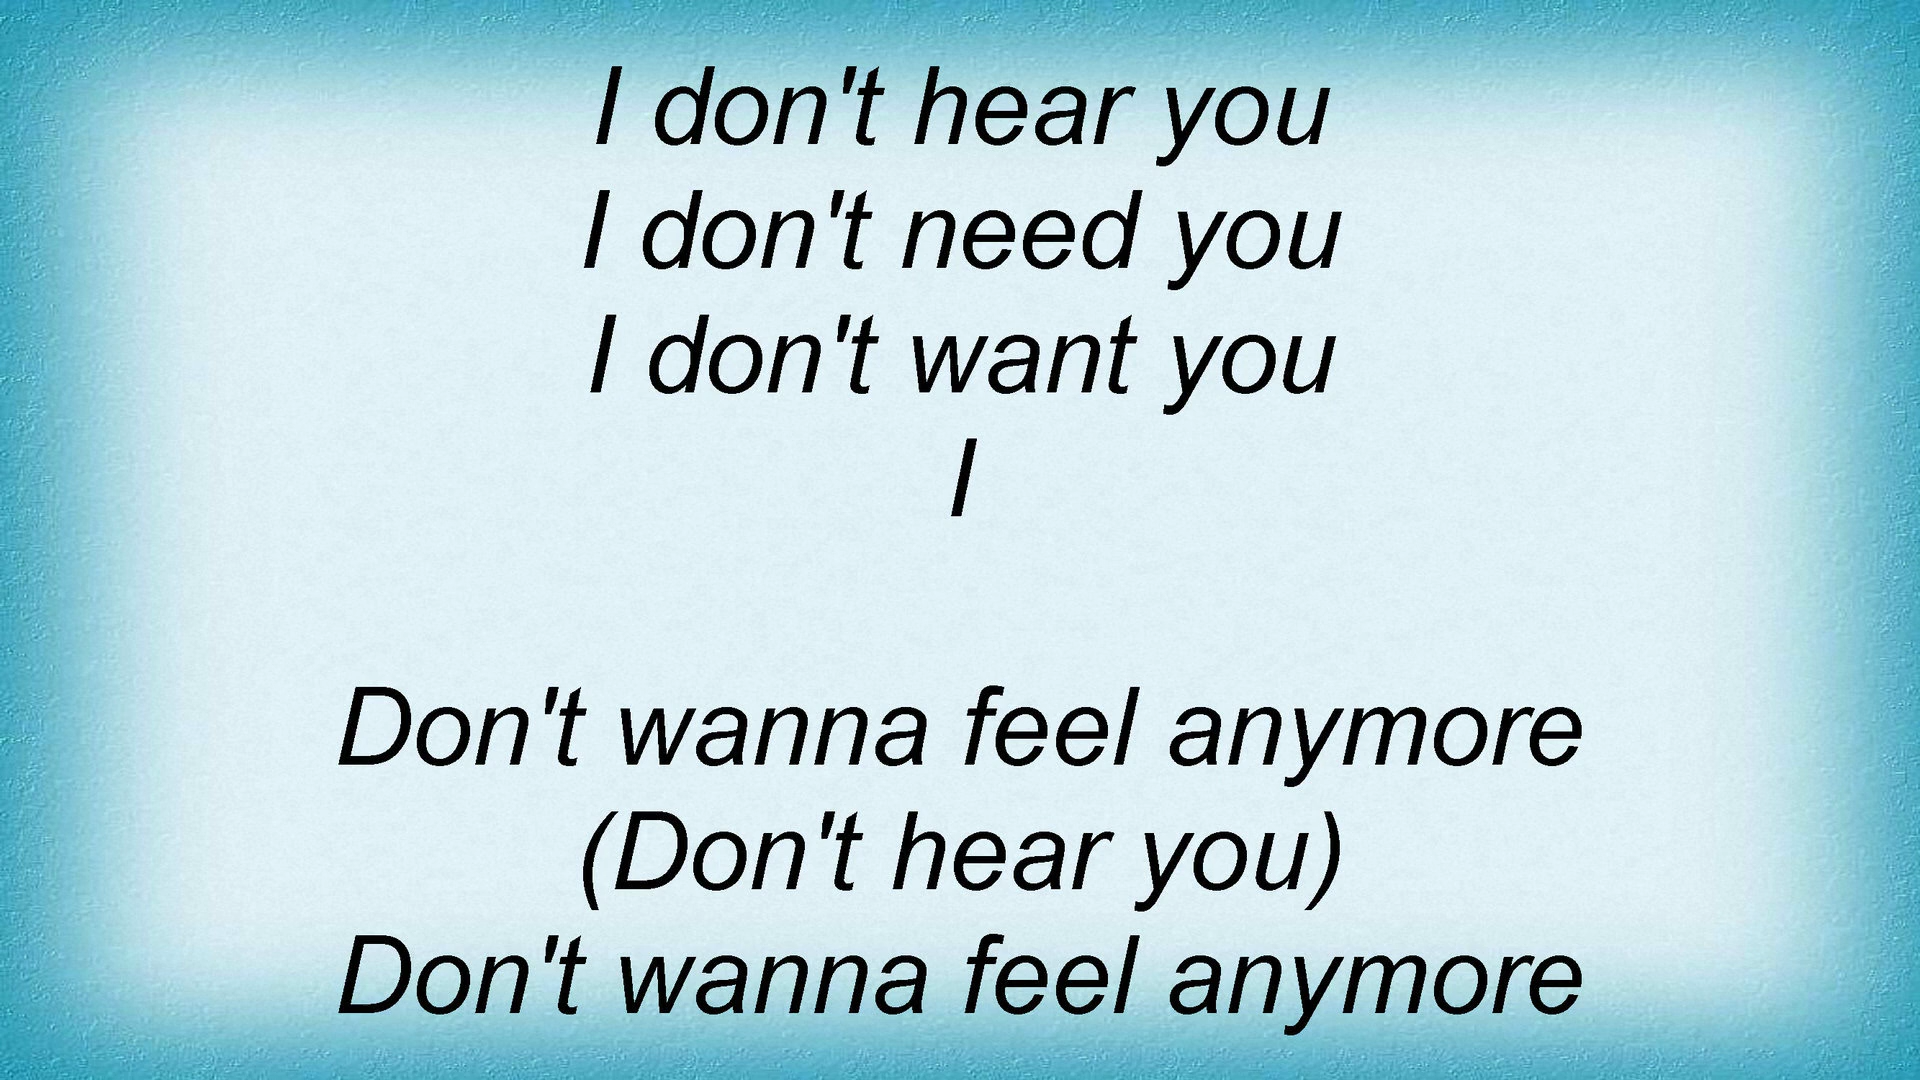 I don't hear you
I don't need you
I don't want you
I
Don't wanna feel anymore
(Don't hear you)
Don't wanna feel anymore